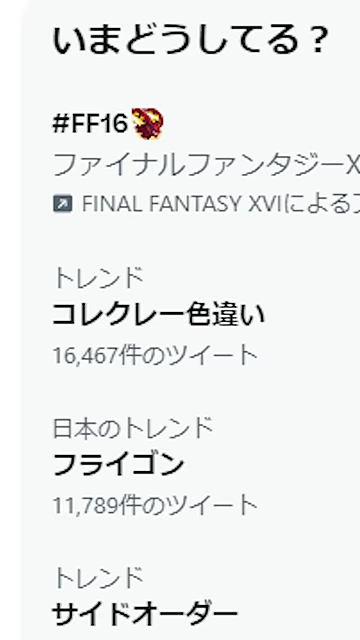 いまどうしてる？
#FF16
ファイナルファンタジーX
FINAL FANTASY XVIによる
トレンド
コレクレー色違い
16,467件のツイート
日本のトレンド
フライゴン
11,789件のツイート
トレンド
サイドオーダー